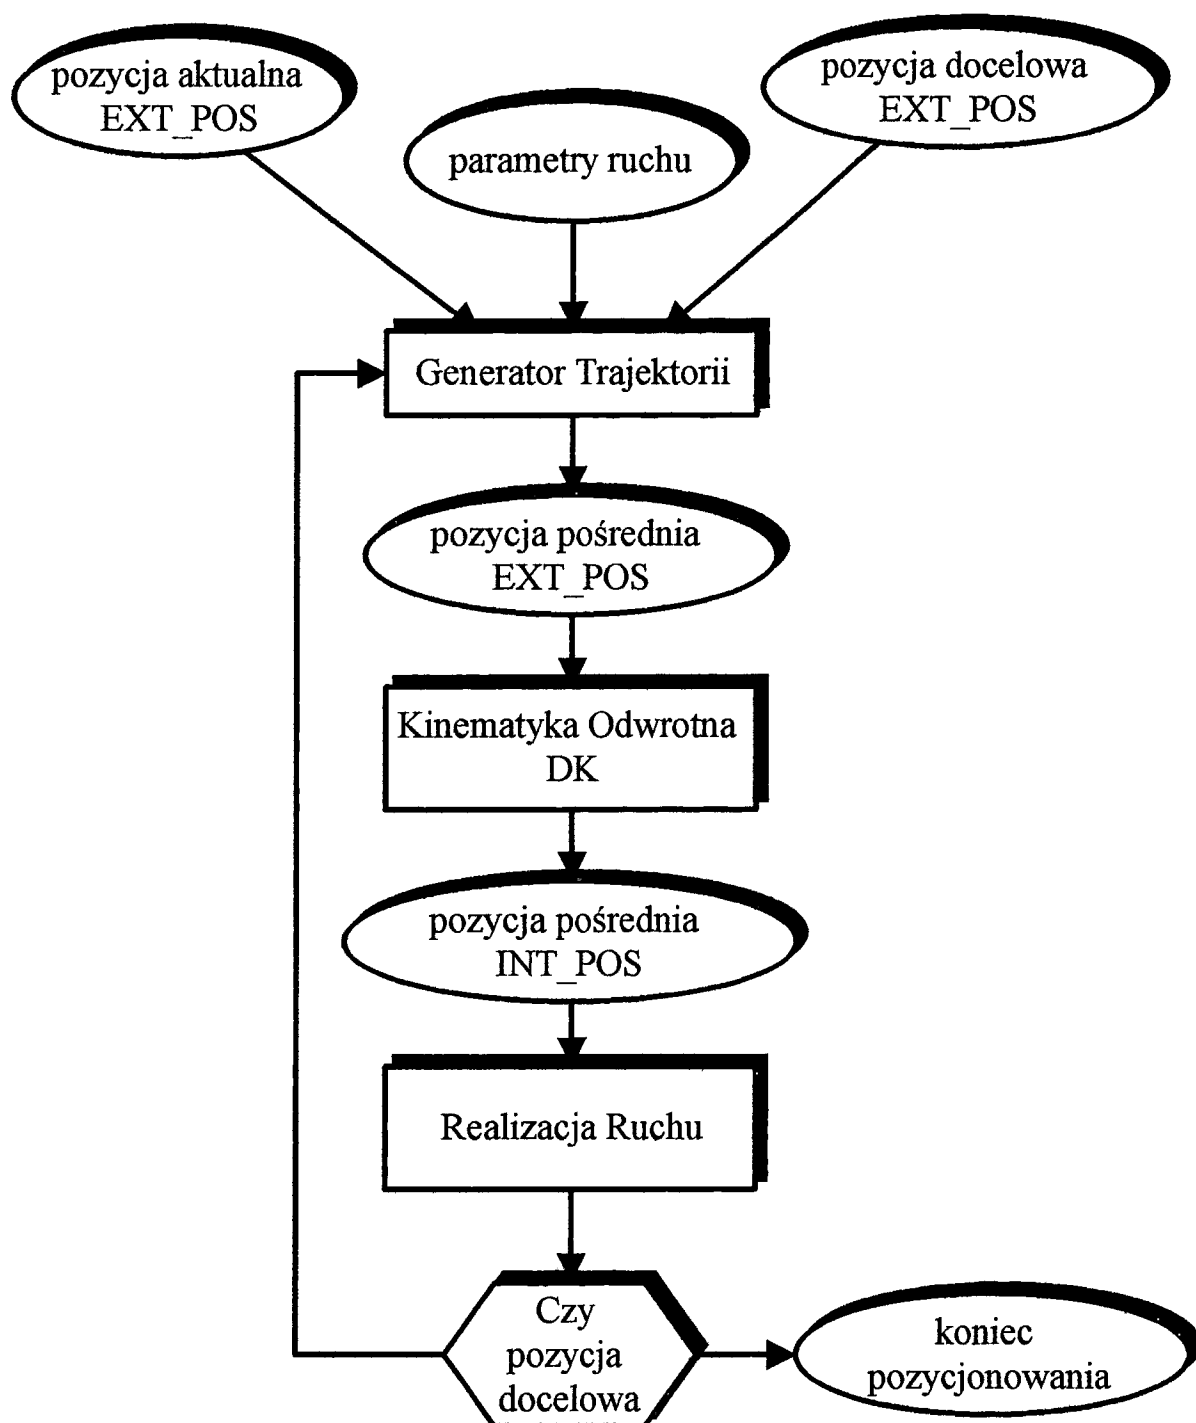 pozycja aktualna
EXT_POS
parametry ruchu
pozycja docelowa
EXT_POS
Generator Trajektorii
pozycja pośrednia
EXT_POS
Kinematyka Odwrotna
DK
pozycja pośrednia
INT_POS
Realizacja Ruchu
Czy
pozycja
docelowa
koniec
pozycjonowania